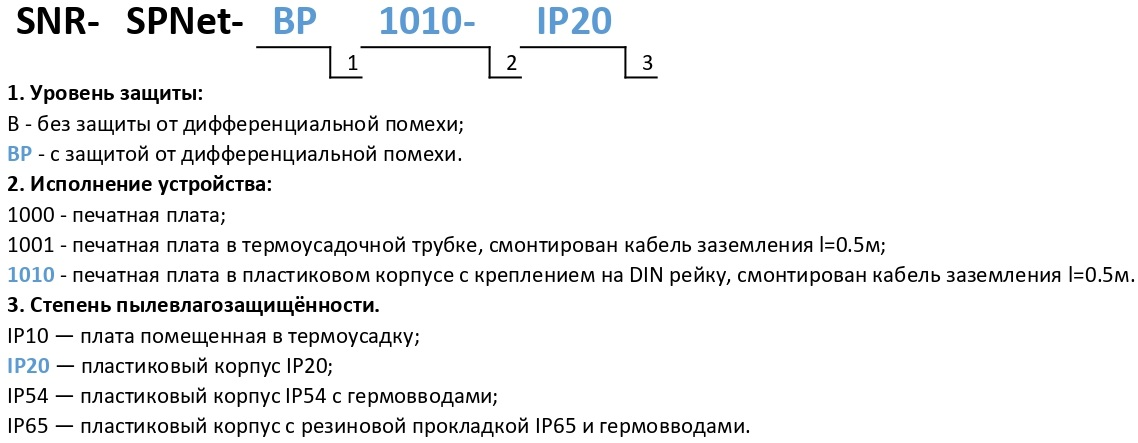 SNR- SPNet- BP 1010- IP20
1 2 3
1. Уровень защиты:
B - без защиты от дифференциальной помехи;
BP - с защитой от дифференциальной помехи.
2. Исполнение устройства:
1000 - печатная плата;
1001 - печатная плата в термоусадочной трубке, смонтирован кабель заземления l=0.5м;
1010 - печатная плата в пластиковом корпусе с креплением на DIN рейку, смонтирован кабель заземления l=0.5м.
3. Степень пылевлагозащищённости.
IP10 — плата помещенная в термоусадку;
IP20 — пластиковый корпус IP20;
IP54 — пластиковый корпус IP54 с гермовводами;
IP65 — пластиковый корпус с резиновой прокладкой IP65 и гермовводами.